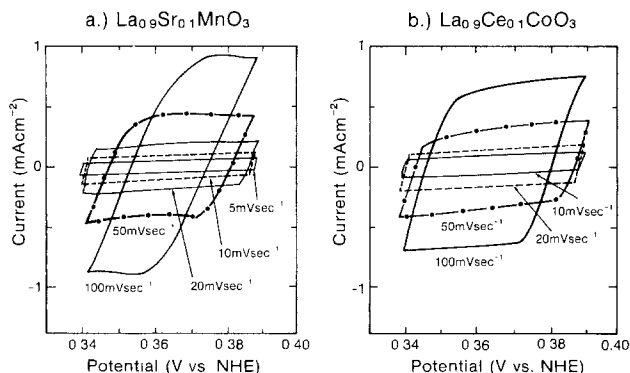 a.) La₀.₉Sr₀.₁MnO₃
b.) La₀.₉Ce₀.₁CoO₃
Current (mAcm⁻²)
1
0
-1
5mVsec⁻¹
50mVsec⁻¹
10mVsec⁻¹
100mVsec⁻¹
20mVsec⁻¹
0.34 0.36 0.38 0.40
Potential (V vs. NHE)
Current (mAcm⁻²)
1
0
-1
10mVsec⁻¹
50mVsec⁻¹
20mVsec⁻¹
100mVsec⁻¹
0.34 0.36 0.38 0.40
Potential (V vs. NHE)